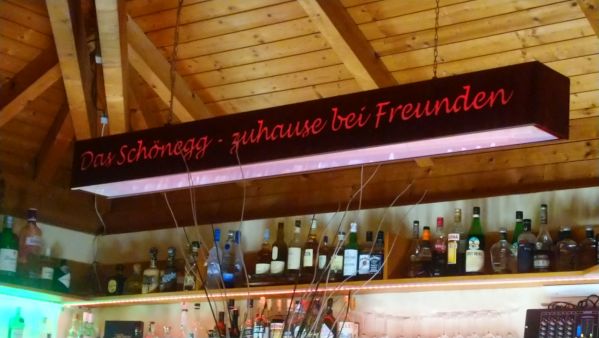 Das Schönegg - zuhause bei Freunden